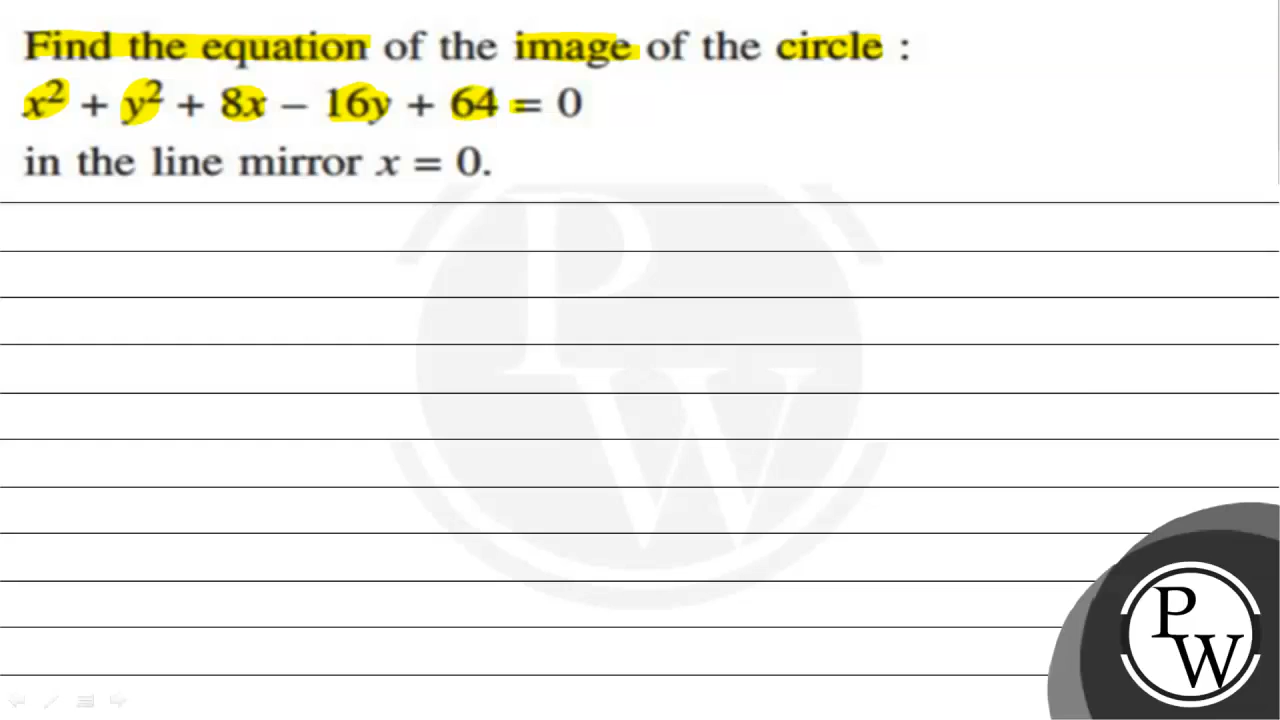 Find the equation of the image of the circle :
x² + y² + 8x − 16y + 64 = 0
in the line mirror x = 0.
P
W
P
W